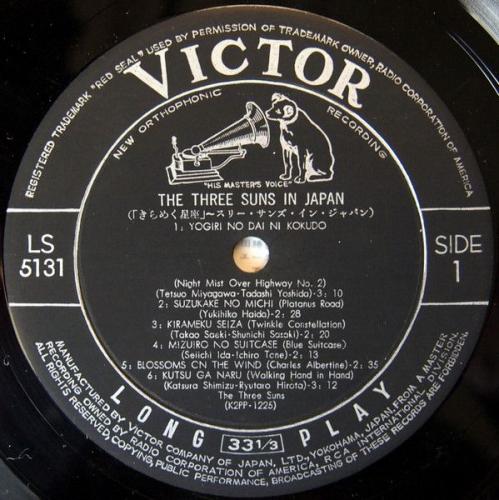 REGISTERED TRADEMARK "RED SEAL" USED BY PERMISSION OF TRADEMARK OWNER, RADIO CORPORATION OF AMERICA
VICTOR
NEW ORTHOPHONIC RECORDING
"HIS MASTER'S VOICE"
THE THREE SUNS IN JAPAN
(「きらめく星座」~スリー・サンズ・イン・ジャパン)
1: YOGIRI NO DAI NI KOKUDO
LS
5131
SIDE
1
(Night Mist Over Highway No. 2)
(Tetsuo Miyagawa-Tadashi Yoshida)-3: 10
2: SUZUKAKE NO MICHI (Platanus Road)
(Yukihiko Haida)-2: 28
3: KIRAMEKU SEIZA (Twinkle Constellation)
(Takao Saeki-Shunichi Sasaki)-2: 20
4: MIZUIRO NO SUITCASE (Blue Suitcase)
(Seiichi Ida-Ichiro Tone)-2: 13
5: BLOSSOMS ON THE WIND (Charles Albertine)-2: 35
6: KUTSU GA NARU (Walking Hand in Hand)
(Katsura Shimizu-Ryutaro Hirota)-3: 12
The Three Suns
(K2PP-1225)
LONG 33 1/3 PLAY
MANUFACTURED BY VICTOR COMPANY OF JAPAN, LTD., YOKOHAMA, JAPAN, FROM A MASTER
RECORDING OWNED BY RADIO CORPORATION OF AMERICA, RCA INTERNATIONAL DIVISION.
ALL RIGHTS RESERVED. COPYING, PUBLIC PERFORMANCE, BROADCASTING OF THESE RECORDS ARE FORBIDDEN.